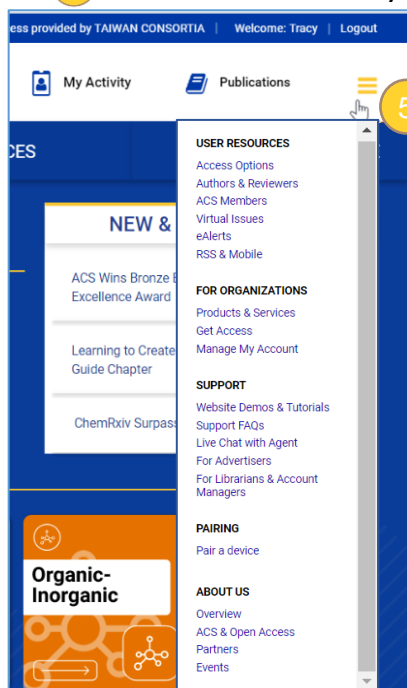 ess provided by TAIWAN CONSORTIA | Welcome: Tracy | Logout
My Activity
Publications
5
CES
USER RESOURCES
Access Options
Authors & Reviewers
ACS Members
Virtual Issues
eAlerts
RSS & Mobile
FOR ORGANIZATIONS
Products & Services
Get Access
Manage My Account
SUPPORT
Website Demos & Tutorials
Support FAQs
Live Chat with Agent
For Advertisers
For Librarians & Account
Managers
PAIRING
Pair a device
ABOUT US
Overview
ACS & Open Access
Partners
Events
NEW &
ACS Wins Bronze
Excellence Award
Learning to Create
Guide Chapter
ChemRxiv Surpas
Organic-
Inorganic